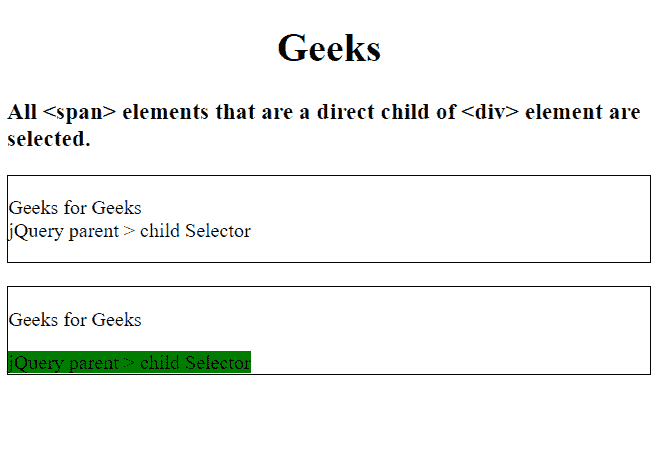 Geeks
All <span> elements that are a direct child of <div> element are
selected.
Geeks for Geeks
jQuery parent > child Selector
Geeks for Geeks
jQuery parent > child Selector